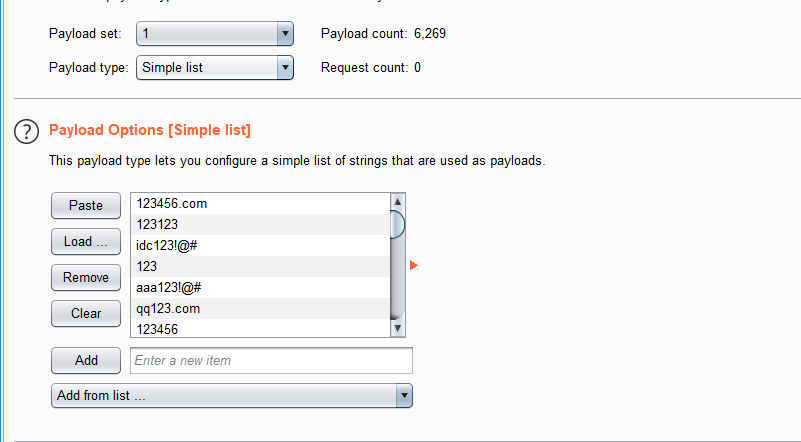 Payload set: 1 Payload count: 6,269
Payload type: Simple list Request count: 0
? Payload Options [Simple list]
This payload type lets you configure a simple list of strings that are used as payloads.
Paste
Load ...
Remove
Clear
123456.com
123123
idc123!@#
123
aaa123!@#
qq123.com
123456
Add Enter a new item
Add from list ...